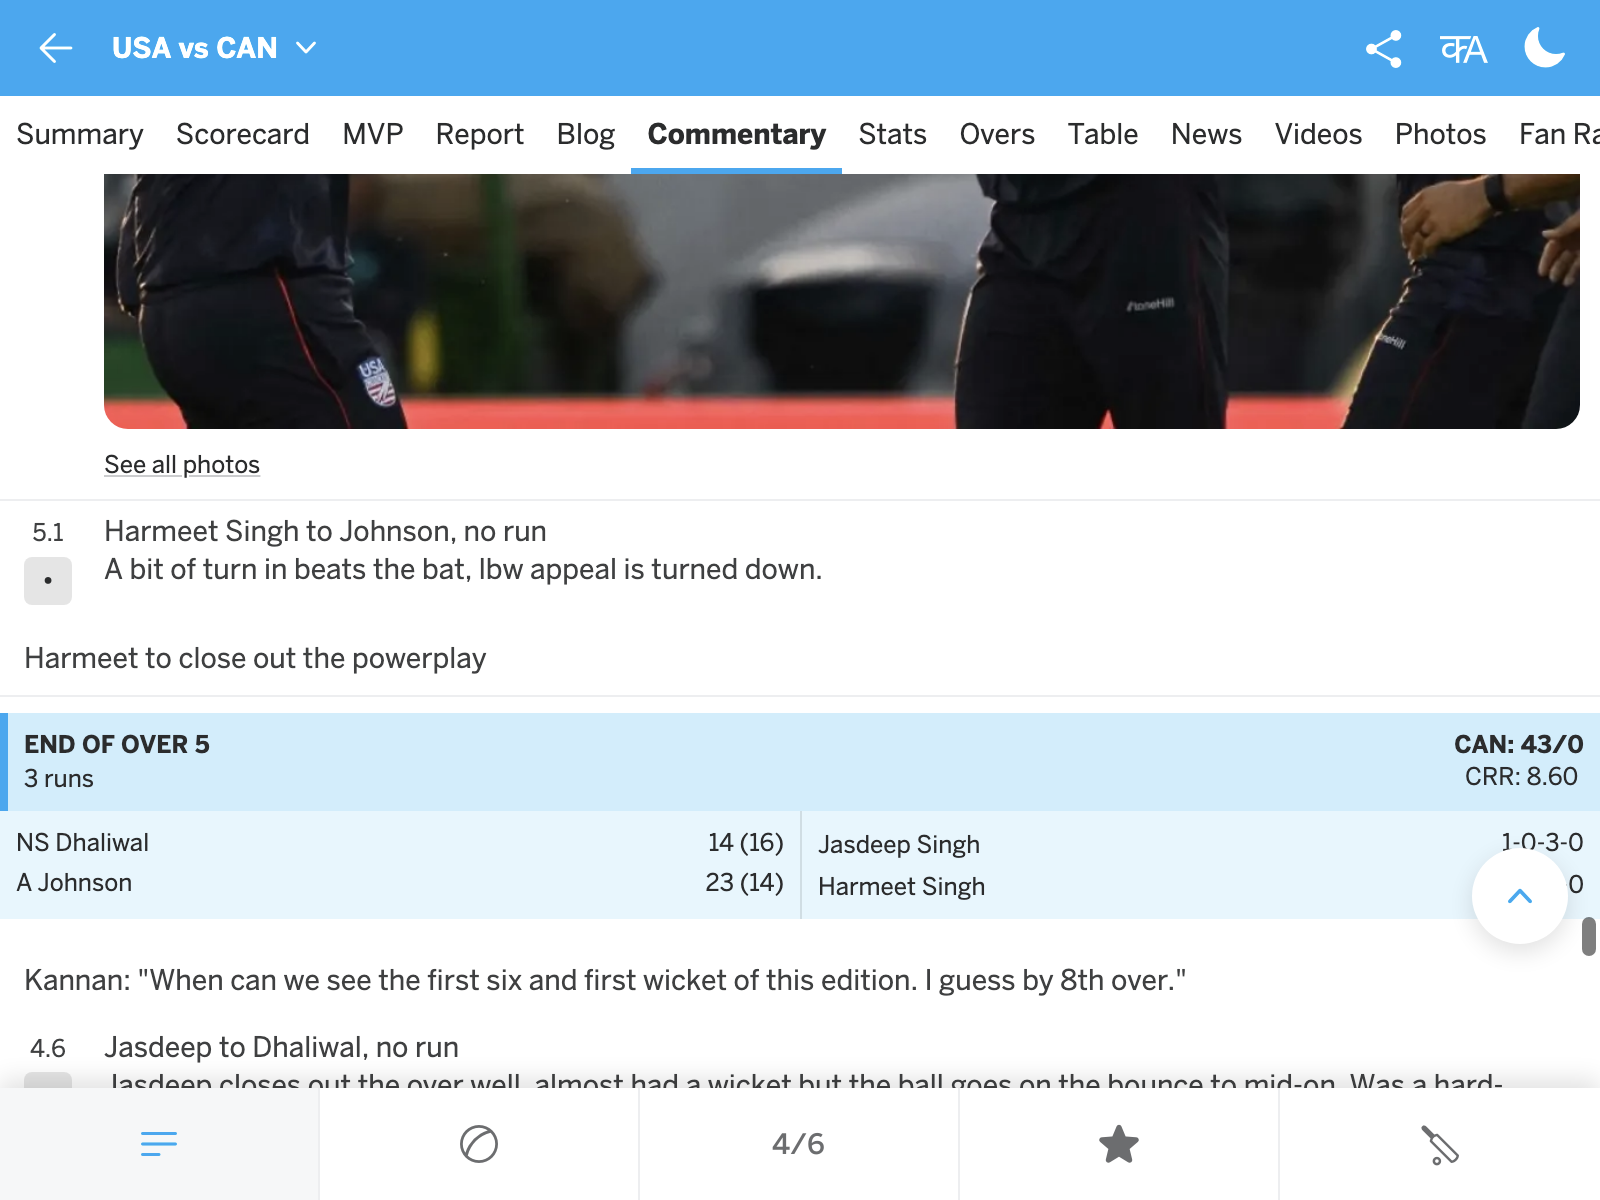 USA vs CAN
Summary Scorecard MVP Report Blog Commentary Stats Overs Table News Videos Photos Fan Ra
StoneHill
USA
See all photos
5.1 Harmeet Singh to Johnson, no run
• A bit of turn in beats the bat, lbw appeal is turned down.
Harmeet to close out the powerplay
END OF OVER 5 CAN: 43/0
3 runs CRR: 8.60
NS Dhaliwal 14 (16) Jasdeep Singh 1-0-3-0
A Johnson 23 (14) Harmeet Singh 0
Kannan: "When can we see the first six and first wicket of this edition. I guess by 8th over."
4.6 Jasdeep to Dhaliwal, no run
Jasdeep closes out the over well, almost had a wicket but the ball goes on the bounce to mid-on. Was a hard-
4/6